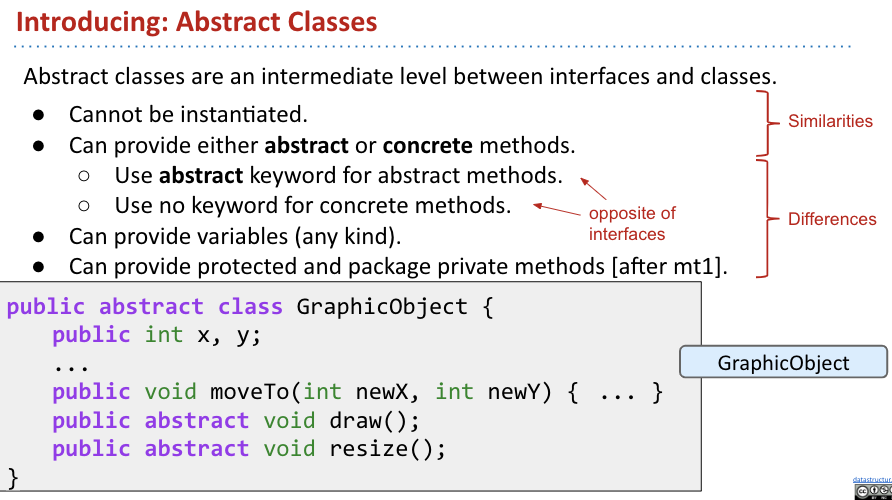 Introducing: Abstract Classes
Abstract classes are an intermediate level between interfaces and classes.
● Cannot be instantiated.
● Can provide either abstract or concrete methods.
○ Use abstract keyword for abstract methods.
○ Use no keyword for concrete methods.
● Can provide variables (any kind).
● Can provide protected and package private methods [after mt1].
Similarities
opposite of
interfaces
Differences
public abstract class GraphicObject {
public int x, y;
...
public void moveTo(int newX, int newY) { ... }
public abstract void draw();
public abstract void resize();
}
GraphicObject
datastructur